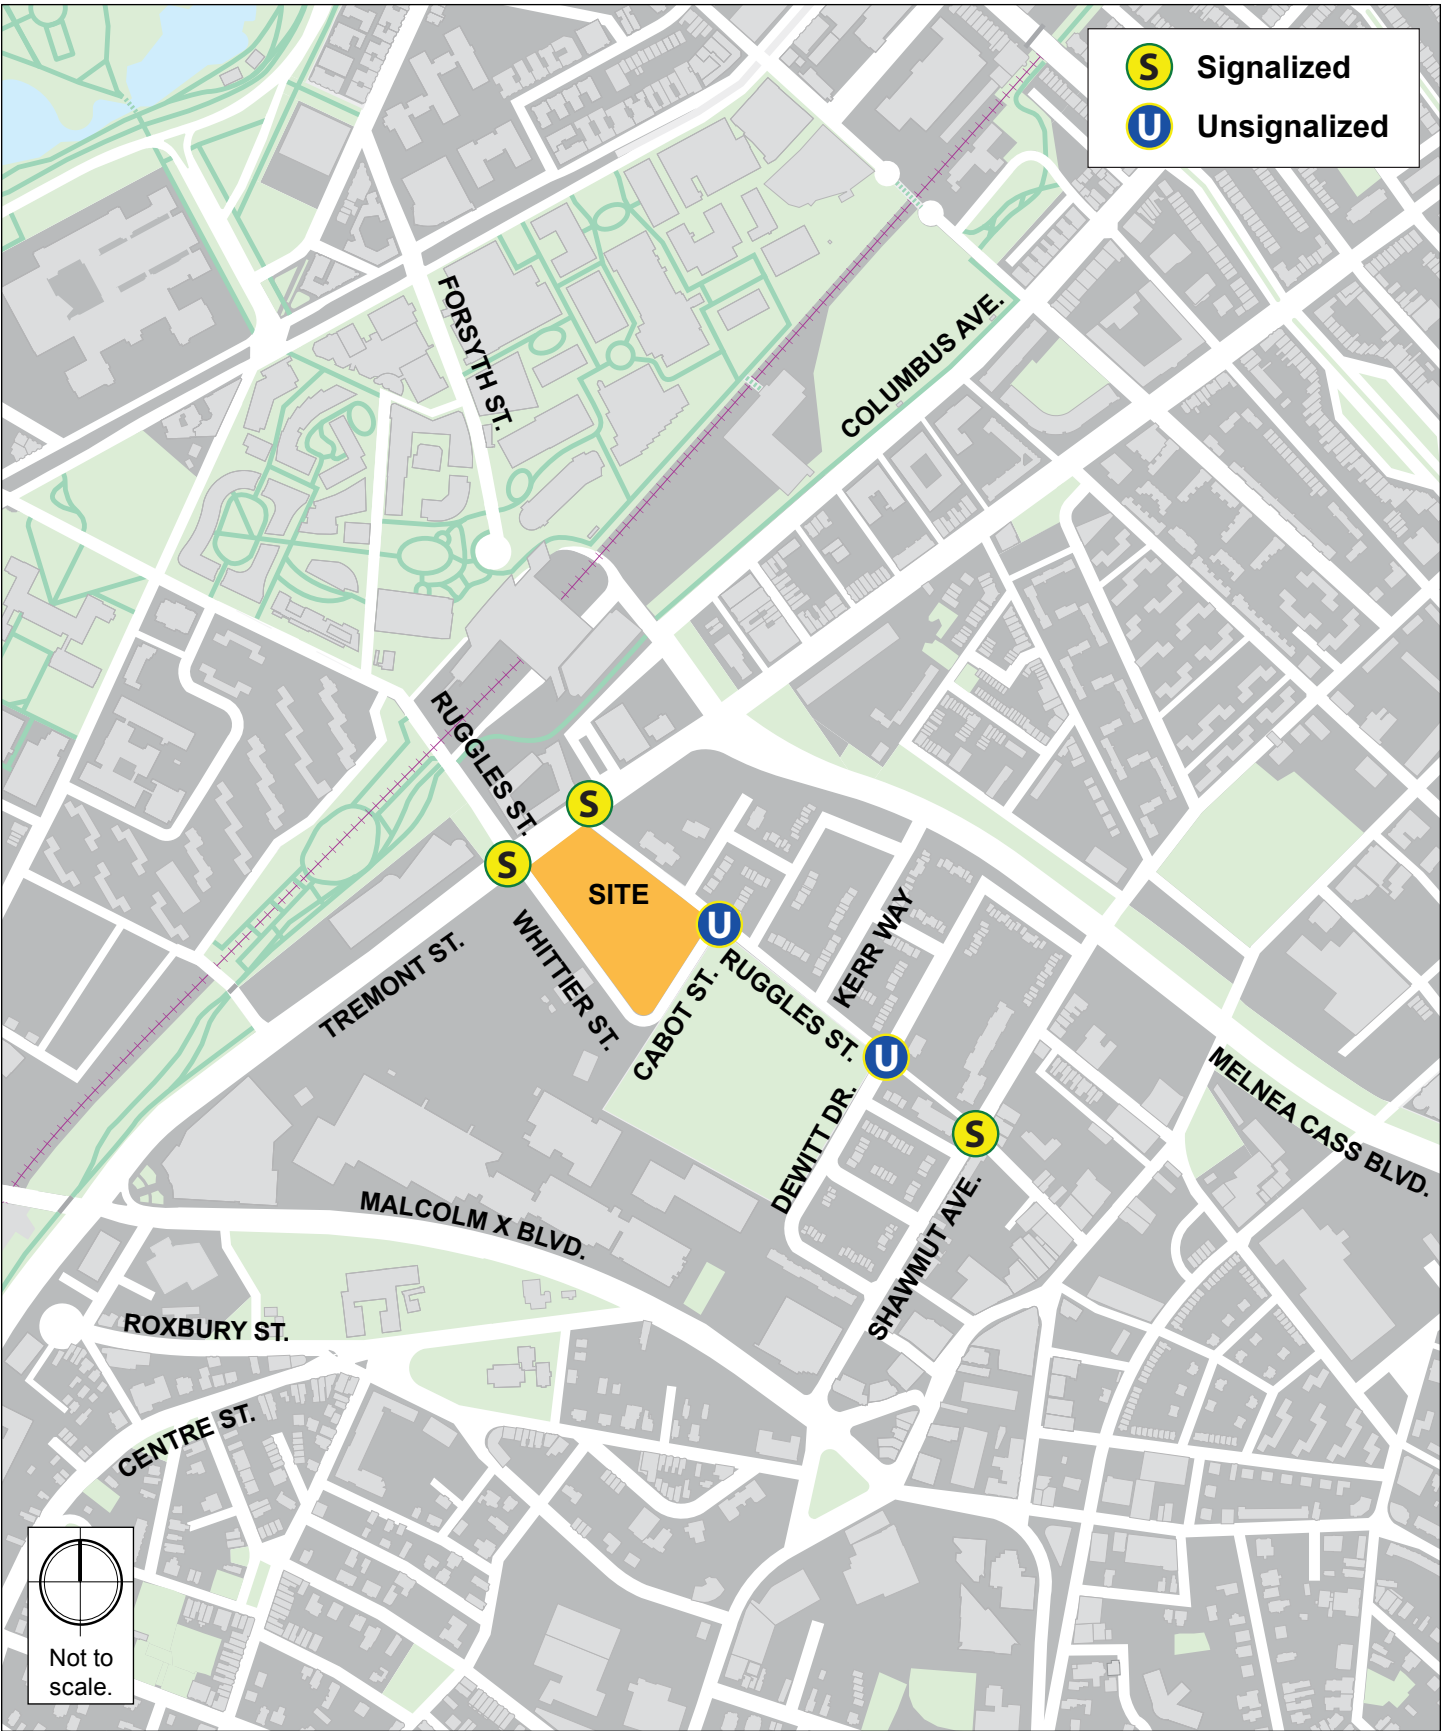 S Signalized
U Unsignalized
FORSYTH ST.
COLUMBUS AVE.
RUGGLES ST.
S
S
SITE
U
WHITTIER ST.
TREMONT ST.
CABOT ST.
RUGGLES ST.
KERR WAY
U
DEWITT DR.
S
MELNEA CASS BLVD.
SHAWMUT AVE.
MALCOLM X BLVD.
ROXBURY ST.
CENTRE ST.
Not to
scale.